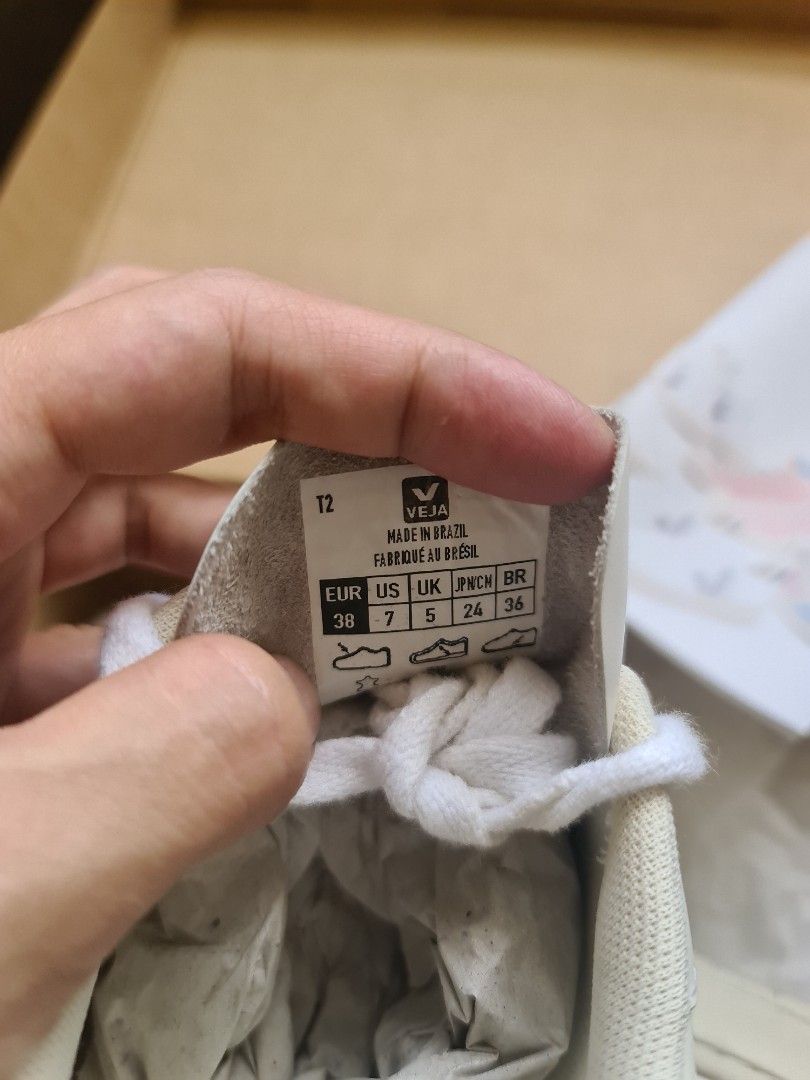 T2
VEJA
MADE IN BRAZIL
FABRIQUÉ AU BRÉSIL
EUR US UK JPN/CM BR
38 7 5 24 36